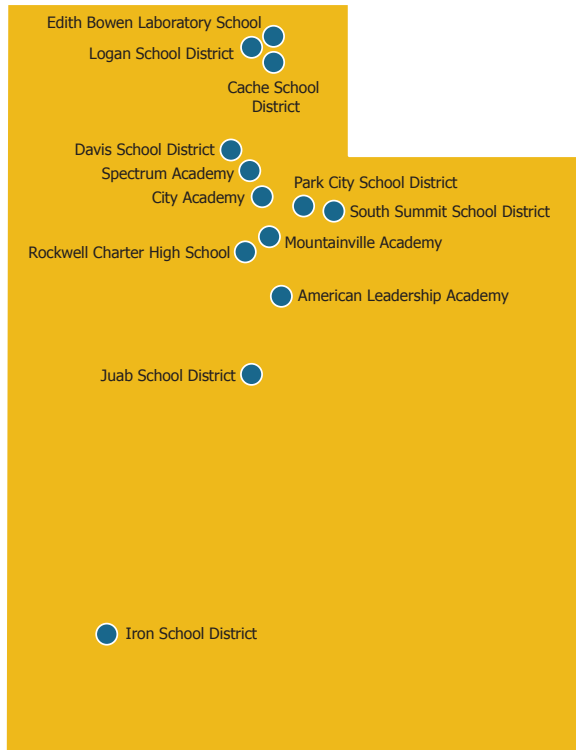 Edith Bowen Laboratory School
Logan School District
Cache School
District
Davis School District
Spectrum Academy
Park City School District
City Academy
South Summit School District
Mountainville Academy
Rockwell Charter High School
American Leadership Academy
Juab School District
Iron School District